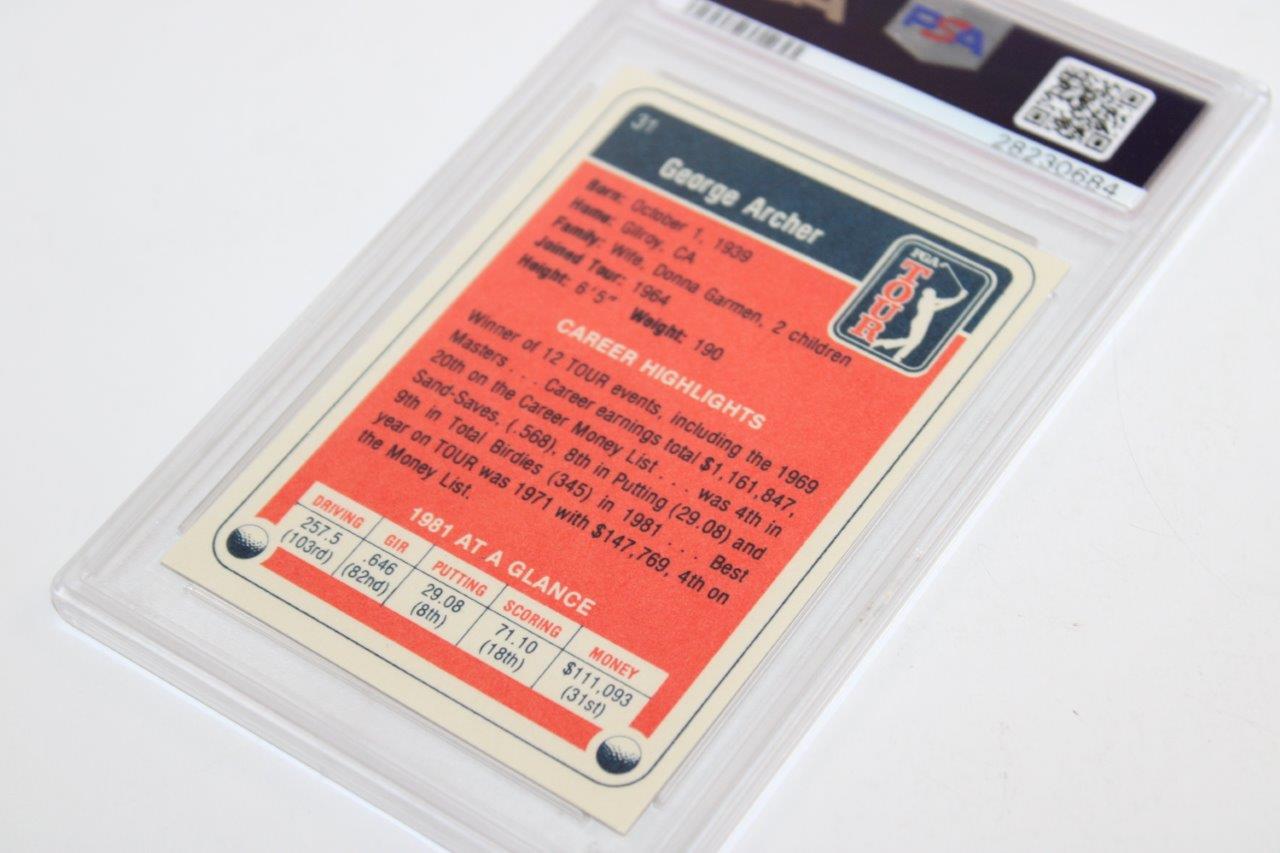 PSA
28230684
31
George Archer
PGA
TOUR
Born: October 1, 1939
Home: Gilroy, CA
Family: Wife, Donna Garmen, 2 children
Joined Tour: 1964
Height: 6'5" Weight: 190
CAREER HIGHLIGHTS
Winner of 12 TOUR events, including the 1969
Masters. . . Career earnings total $1,161,847,
20th on the Career Money List . . . was 4th in
Sand-Saves, (.568), 8th in Putting (29.08) and
9th in Total Birdies (345) in 1981 . . . Best
year on TOUR was 1971 with $147,769, 4th on
the Money List.
1981 AT A GLANCE
DRIVING GIR PUTTING SCORING MONEY
257.5 .646 29.08 71.10 $111,093
(103rd) (82nd) (8th) (18th) (31st)